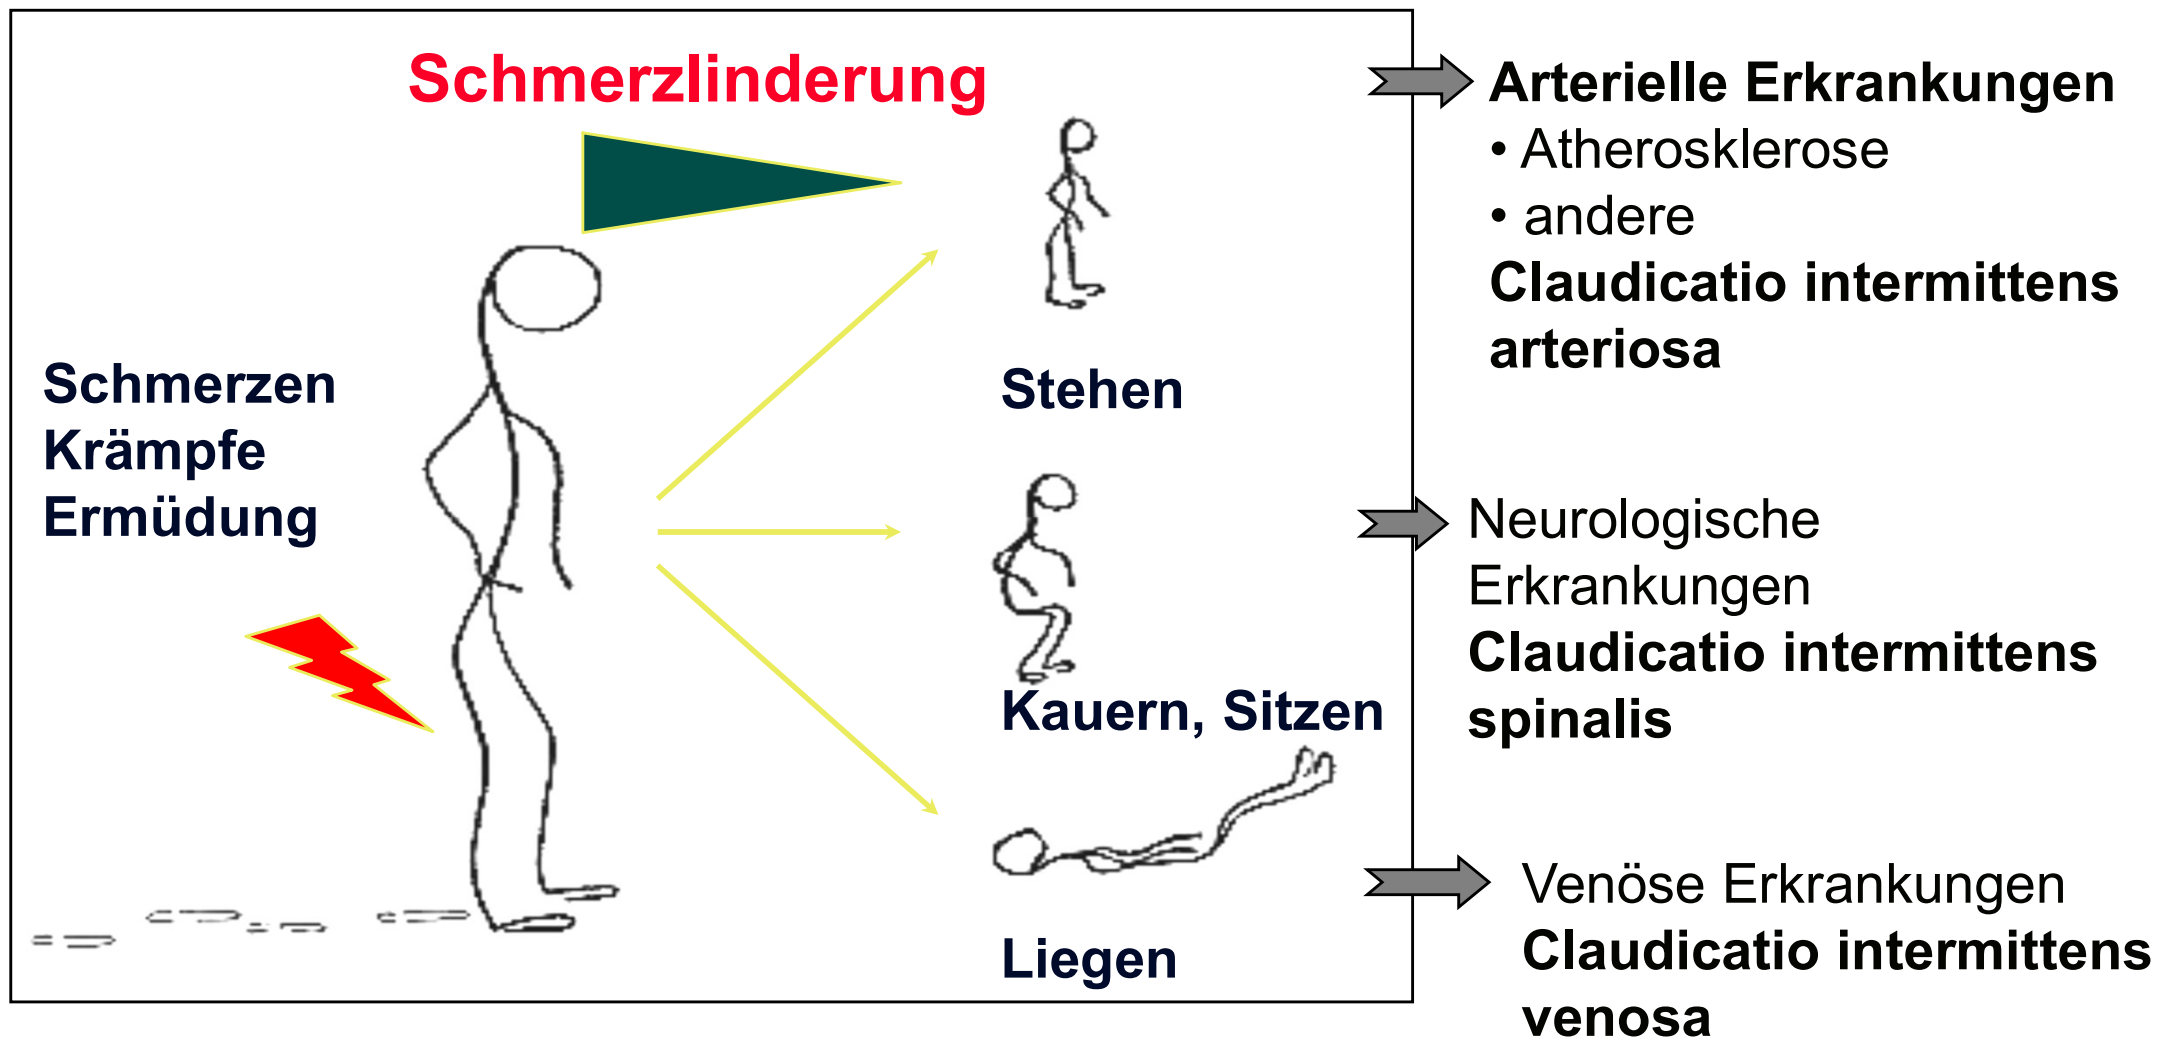 Schmerzlinderung
Schmerzen
Krämpfe
Ermüdung
Stehen
Kauern, Sitzen
Liegen
Arterielle Erkrankungen
• Atherosklerose
• andere
Claudicatio intermittens
arteriosa
Neurologische
Erkrankungen
Claudicatio intermittens
spinalis
Venöse Erkrankungen
Claudicatio intermittens
venosa